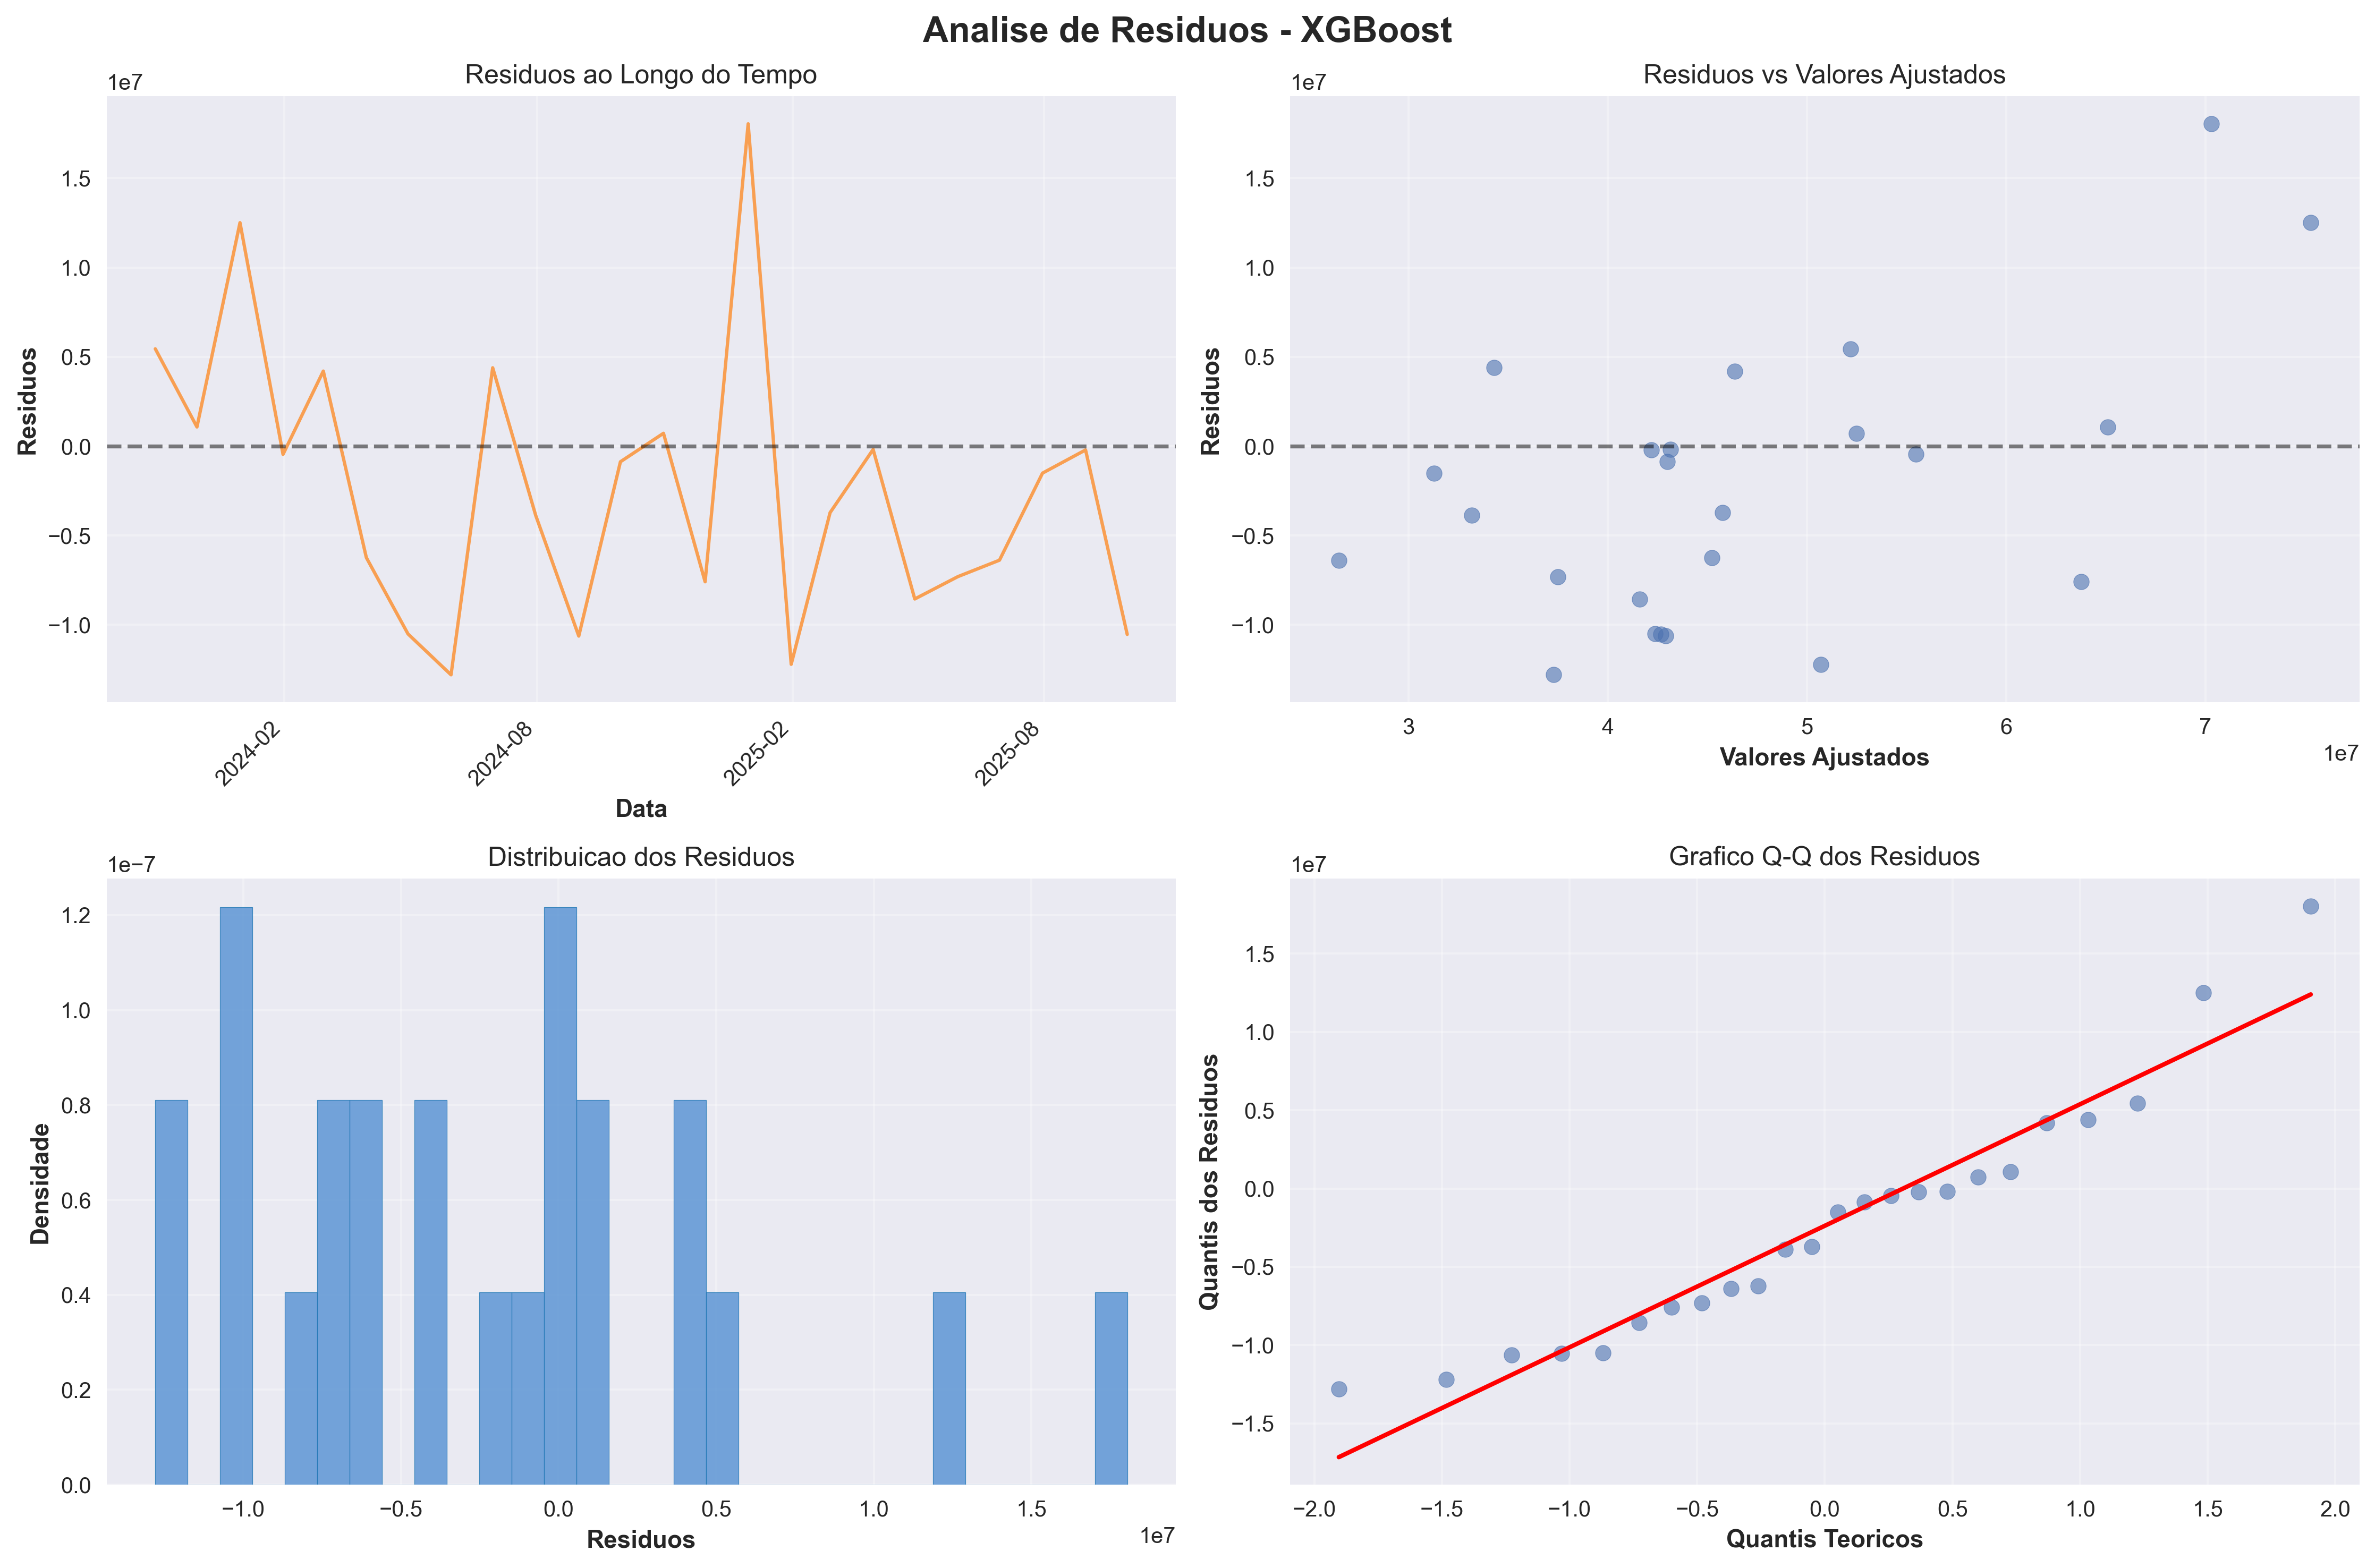 Analise de Residuos - XGBoost
Residuos ao Longo do Tempo
1e7
1.5
1.0
0.5
0.0
−0.5
−1.0
Residuos
2024-02
2024-08
2025-02
2025-08
Data
Residuos vs Valores Ajustados
1e7
1.5
1.0
0.5
0.0
−0.5
−1.0
Residuos
3 4 5 6 7
1e7
Valores Ajustados
Distribuicao dos Residuos
1e−7
1.2
1.0
0.8
0.6
0.4
0.2
0.0
Densidade
−1.0 −0.5 0.0 0.5 1.0 1.5
1e7
Residuos
Grafico Q-Q dos Residuos
1e7
1.5
1.0
0.5
0.0
−0.5
−1.0
−1.5
Quantis dos Residuos
−2.0 −1.5 −1.0 −0.5 0.0 0.5 1.0 1.5 2.0
Quantis Teoricos